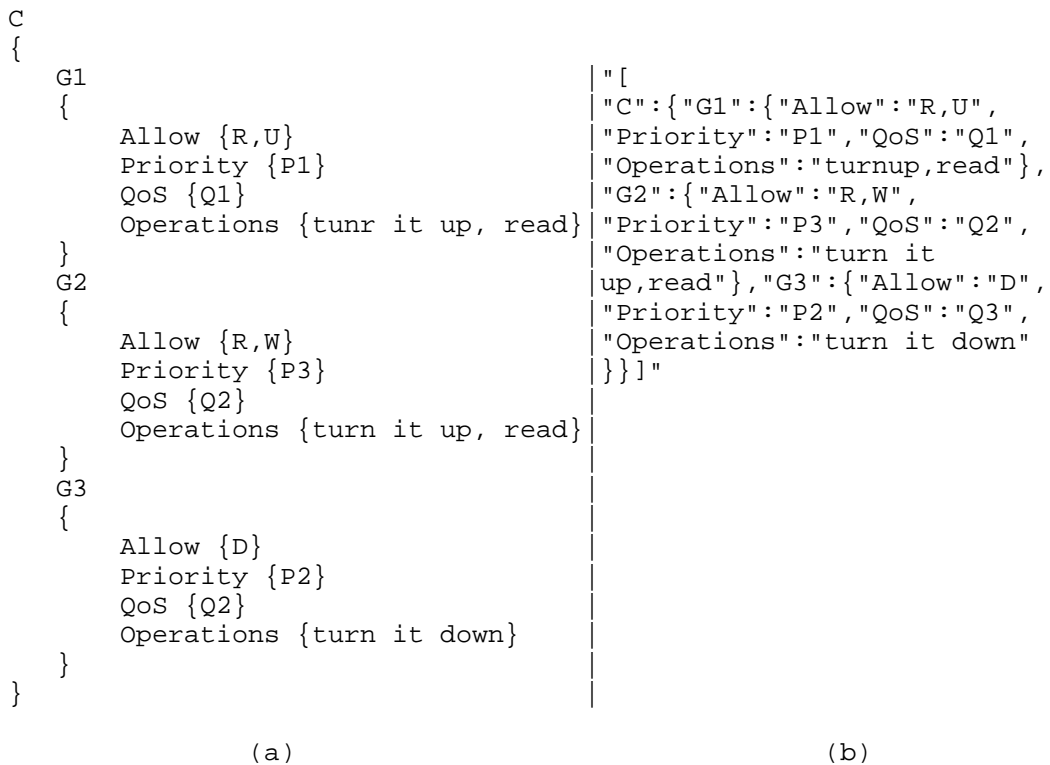 C
{
G1
{
Allow {R,U}
Priority {P1}
QoS {Q1}
Operations {tunr it up, read}
}
G2
{
Allow {R,W}
Priority {P3}
QoS {Q2}
Operations {turn it up, read}
}
G3
{
Allow {D}
Priority {P2}
QoS {Q2}
Operations {turn it down}
}
}
(a)
"[
"C":{"G1":{"Allow":"R,U",
"Priority":"P1","QoS":"Q1",
"Operations":"turnup,read"},
"G2":{"Allow":"R,W",
"Priority":"P3","QoS":"Q2",
"Operations":"turn it
up,read"},"G3":{"Allow":"D",
"Priority":"P2","QoS":"Q3",
"Operations":"turn it down"
}}]"
(b)